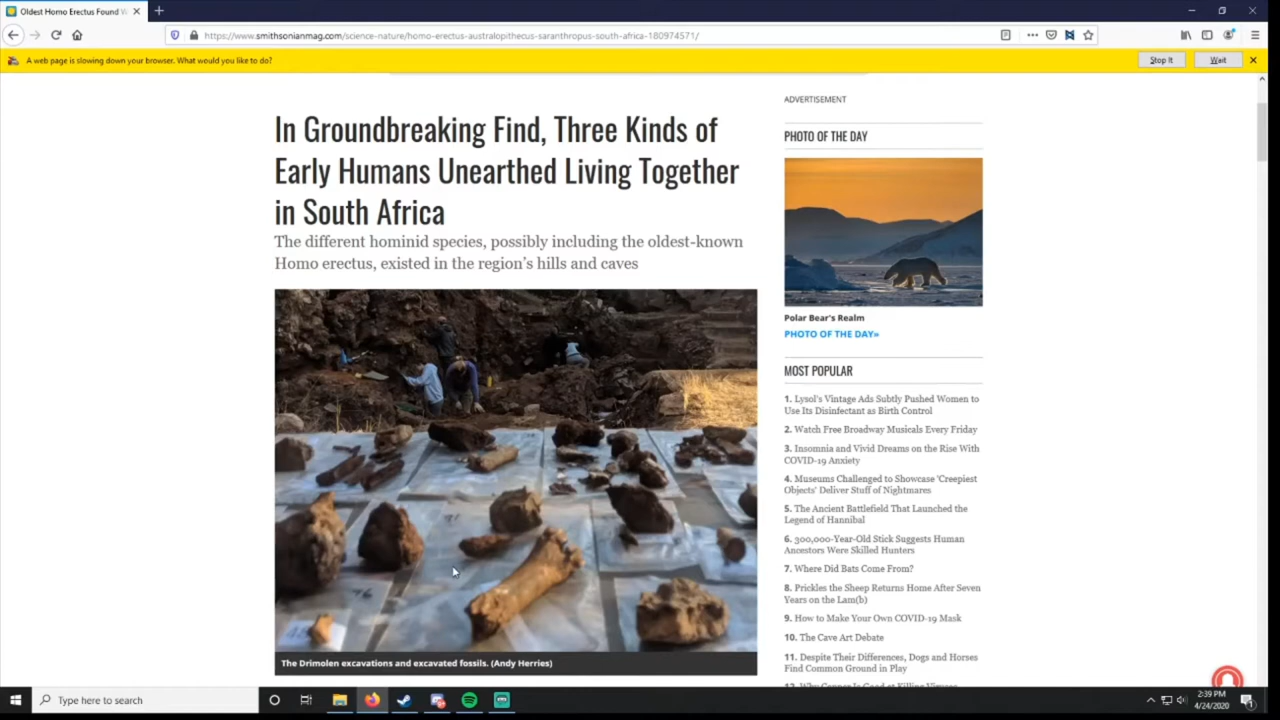 Oldest Homo Erectus Found
https://www.smithsonianmag.com/science-nature/homo-erectus-australopithecus-saranthropus-south-africa-180974571/
A web page is slowing down your browser. What would you like to do?
Stop It
Wait
In Groundbreaking Find, Three Kinds of
Early Humans Unearthed Living Together
in South Africa
The different hominid species, possibly including the oldest-known
Homo erectus, existed in the region's hills and caves
The Drimolen excavations and excavated fossils. (Andy Herries)
ADVERTISEMENT
PHOTO OF THE DAY
Polar Bear's Realm
PHOTO OF THE DAY»
MOST POPULAR
1. Lysol's Vintage Ads Subtly Pushed Women to
Use Its Disinfectant as Birth Control
2. Watch Free Broadway Musicals Every Friday
3. Insomnia and Vivid Dreams on the Rise With
COVID-19 Anxiety
4. Museums Challenged to Showcase 'Creepiest
Objects' Deliver Stuff of Nightmares
5. The Ancient Battlefield That Launched the
Legend of Hannibal
6. 300,000-Year-Old Stick Suggests Human
Ancestors Were Skilled Hunters
7. Where Did Bats Come From?
8. Prickles the Sheep Returns Home After Seven
Years on the Lam(b)
9. How to Make Your Own COVID-19 Mask
10. The Cave Art Debate
11. Despite Their Differences, Dogs and Horses
Find Common Ground in Play
12. Why Copper Is Good at Killing Viruses
Type here to search
2:39 PM
4/24/2020